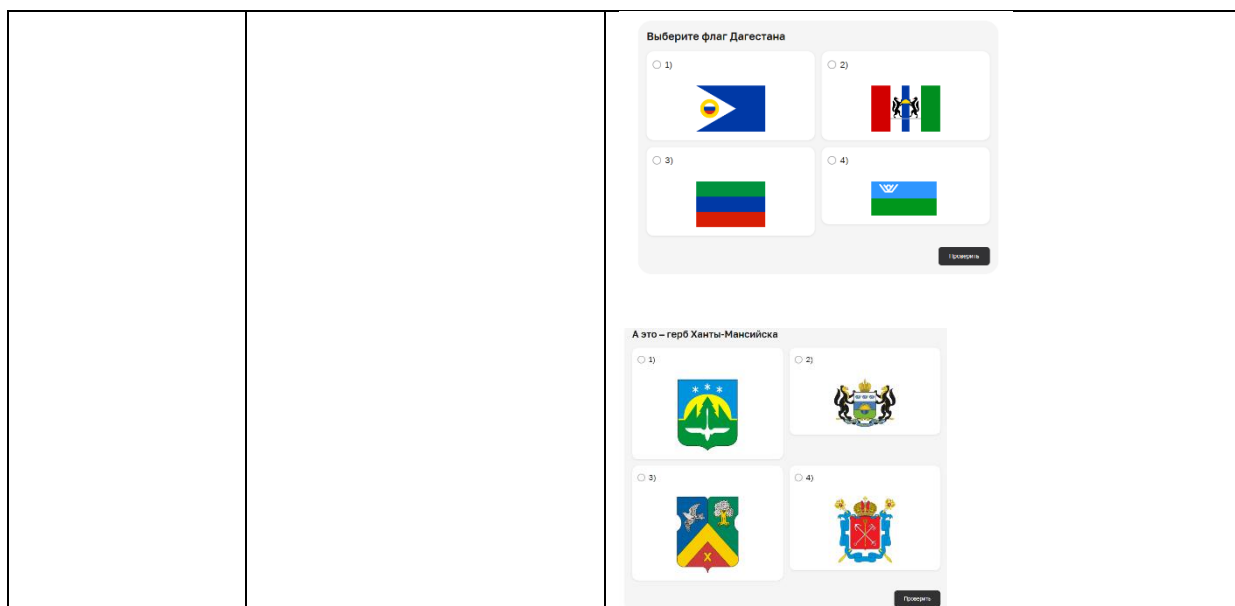 Выберите флаг Дагестана
1)
2)
3)
4)
Проверить
А это – герб Ханты-Мансийска
1)
2)
3)
4)
Проверить